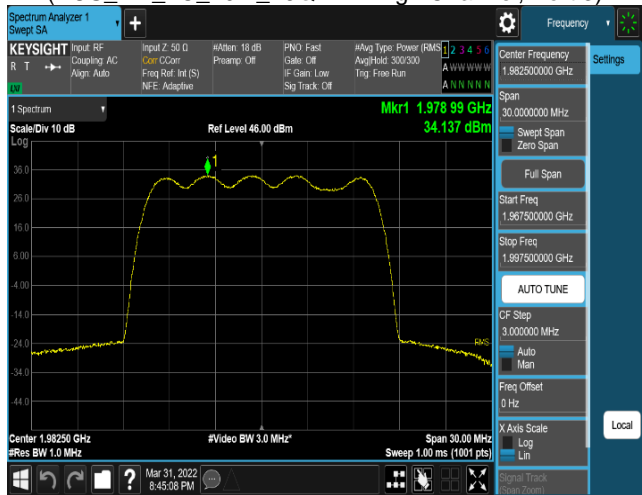 Spectrum Analyzer 1
Swept SA
Frequency
KEYSIGHT
R T
Input: RF
Coupling: AC
Align: Auto
Input Z: 50 Ω
Corr CCorr
Freq Ref: Int (S)
NFE: Adaptive
#Atten: 18 dB
Preamp: Off
PNO: Fast
Gate: Off
IF Gain: Low
Sig Track: Off
#Avg Type: Power (RMS
Avg|Hold: 300/300
Trig: Free Run
1 2 3 4 5 6
A W W W W W
A N N N N N
1 Spectrum
Scale/Div 10 dB
Log
Ref Level 46.00 dBm
Mkr1 1.978 99 GHz
34.137 dBm
36.0
26.0
16.0
6.00
-4.00
-14.0
-24.0
-34.0
-44.0
1
RMS
Center 1.98250 GHz
#Res BW 1.0 MHz
#Video BW 3.0 MHz*
Span 30.00 MHz
Sweep 1.00 ms (1001 pts)
Center Frequency
1.982500000 GHz
Settings
Span
30.0000000 MHz
Swept Span
Zero Span
Full Span
Start Freq
1.967500000 GHz
Stop Freq
1.997500000 GHz
AUTO TUNE
CF Step
3.000000 MHz
Auto
Man
Freq Offset
0 Hz
X Axis Scale
Log
Lin
Local
Signal Track
(Span Zoom)
Mar 31, 2022
8:45:08 PM